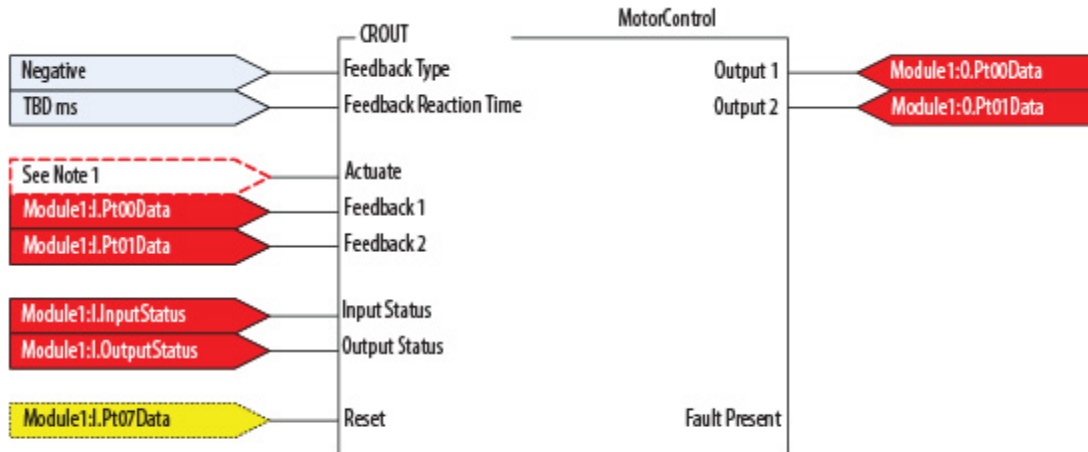 CROUT
MotorControl
Negative
Feedback Type
Output 1
Module1:O.Pt00Data
TBD ms
Feedback Reaction Time
Output 2
Module1:O.Pt01Data
See Note 1
Actuate
Module1:I.Pt00Data
Feedback 1
Module1:I.Pt01Data
Feedback 2
Module1:I.InputStatus
Input Status
Module1:I.OutputStatus
Output Status
Module1:I.Pt07Data
Reset
Fault Present